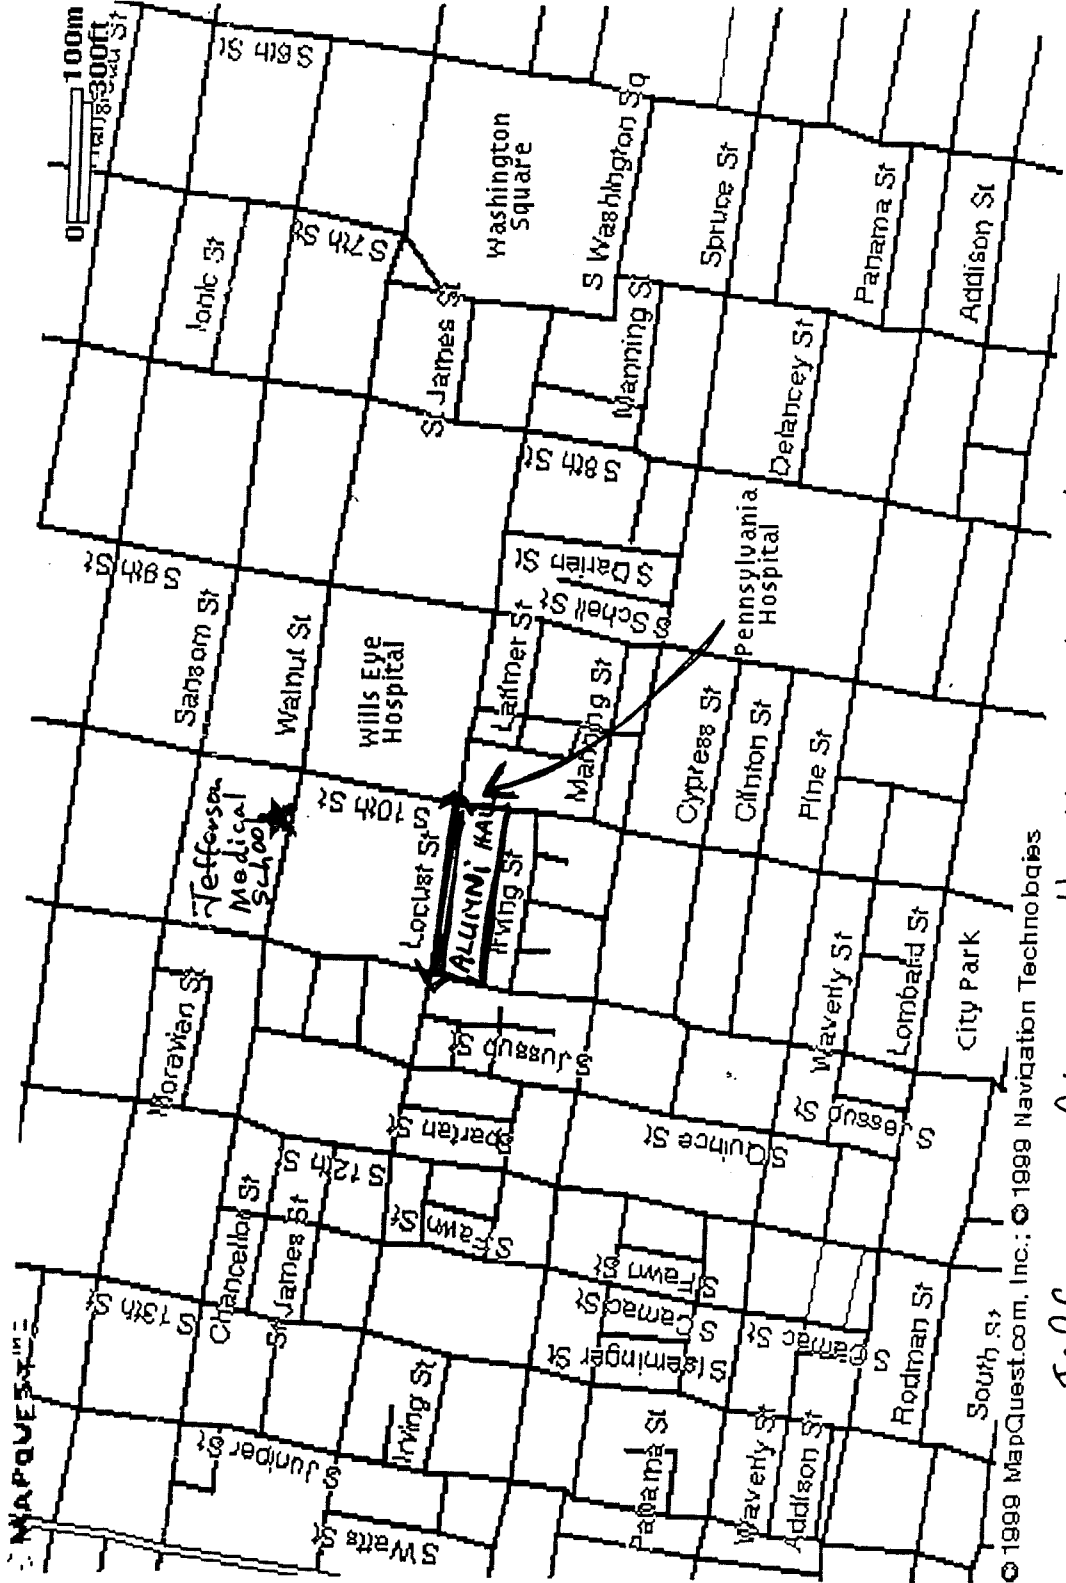 MAPQUEST
0 100m
300ft
S 6th St
S 7th St
Ionic St
Washington
Square
S Washington Sq
Spruce St
Panama St
Addison St
St James St
Manning St
Delancey St
S 8th St
S 9th St
Sansom St
Walnut St
Wills Eye
Hospital
Latimer St
S Darien St
S Schell St
Manning St
Pennsylvania
Hospital
Cypress St
Clinton St
Pine St
Jefferson
Medical
School
S 10th St
Locust St
ALUMNI HALL
Irving St
Waverly St
Lombard St
City Park
Moravian St
S Jessup St
S Jessup St
Chancellor St
St James St
S 12th St
Spartan St
S Fawn St
S Quince St
S 13th St
S Fawn St
S Camac St
S Camac St
S Iseminger St
Rodman St
South St
S Juniper St
Irving St
S Watts St
Panama St
Waverly St
Addison St
© 1999 MapQuest.com, Inc.; © 1999 Navigation Technologies